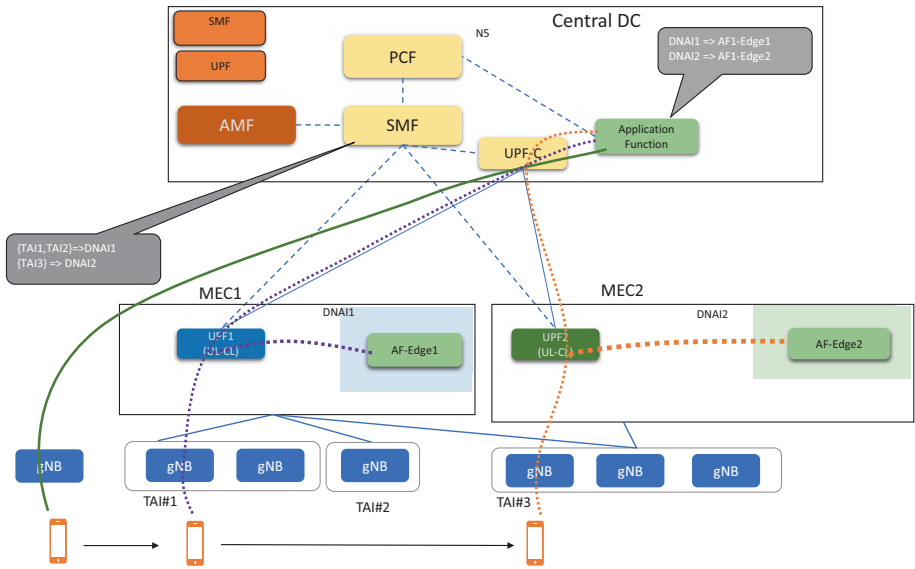 Central DC
SMF
N5
DNAI1 => AF1-Edge1
DNAI2 => AF1-Edge2
PCF
UPF
AMF
SMF
Application
Function
UPF-C
{TAI1,TAI2}=>DNAI1
{TAI3} => DNAI2
MEC1
MEC2
DNAI1
DNAI2
UPF1
(UL-CL)
AF-Edge1
UPF2
(UL-CL)
AF-Edge2
gNB
gNB
gNB
gNB
gNB
gNB
gNB
TAI#1
TAI#2
TAI#3